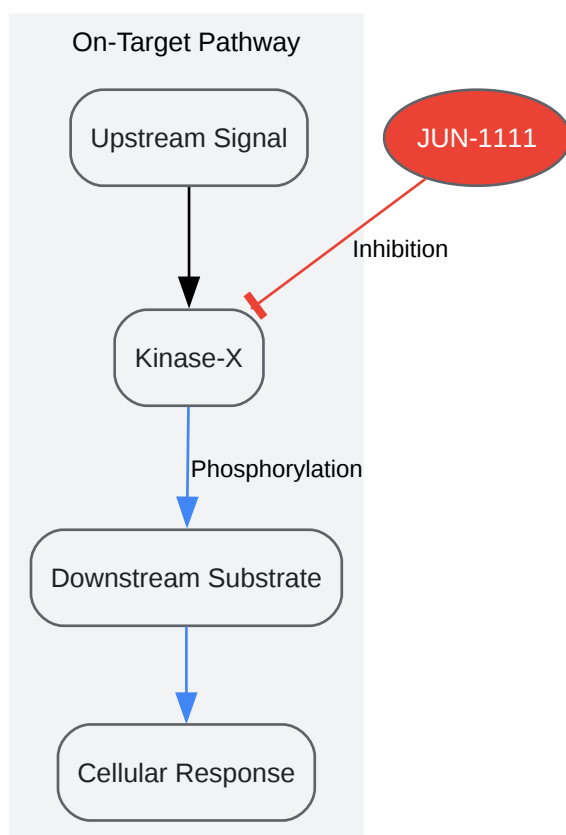 On-Target Pathway
Upstream Signal
JUN-1111
Inhibition
Kinase-X
Phosphorylation
Downstream Substrate
Cellular Response